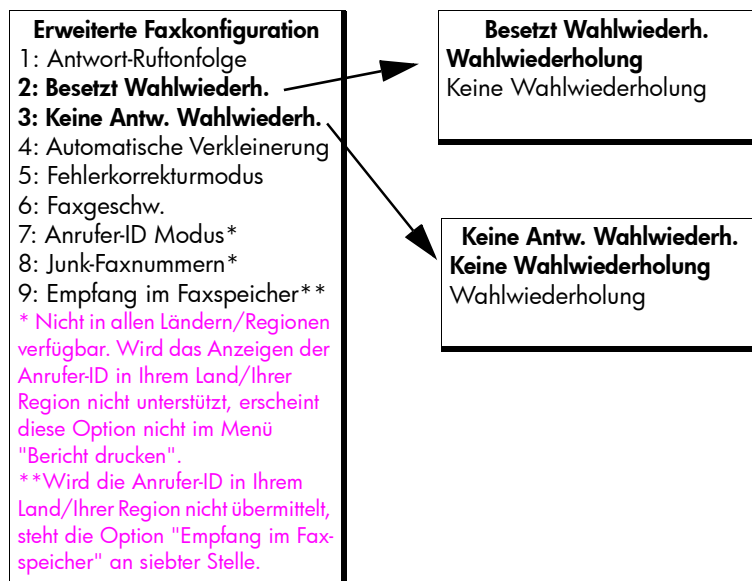 Erweiterte Faxkonfiguration
1: Antwort-Ruftonfolge
2: Besetzt Wahlwiederh.
3: Keine Antw. Wahlwiederh.
4: Automatische Verkleinerung
5: Fehlerkorrekturmodus
6: Faxgeschw.
7: Anrufer-ID Modus*
8: Junk-Faxnummern*
9: Empfang im Faxspeicher**
* Nicht in allen Ländern/Regionen
verfügbar. Wird das Anzeigen der
Anrufer-ID in Ihrem Land/Ihrer
Region nicht unterstützt, erscheint
diese Option nicht im Menü
"Bericht drucken".
**Wird die Anrufer-ID in Ihrem
Land/Ihrer Region nicht übermittelt,
steht die Option "Empfang im Fax-
speicher" an siebter Stelle.
Besetzt Wahlwiederh.
Wahlwiederholung
Keine Wahlwiederholung
Keine Antw. Wahlwiederh.
Keine Wahlwiederholung
Wahlwiederholung